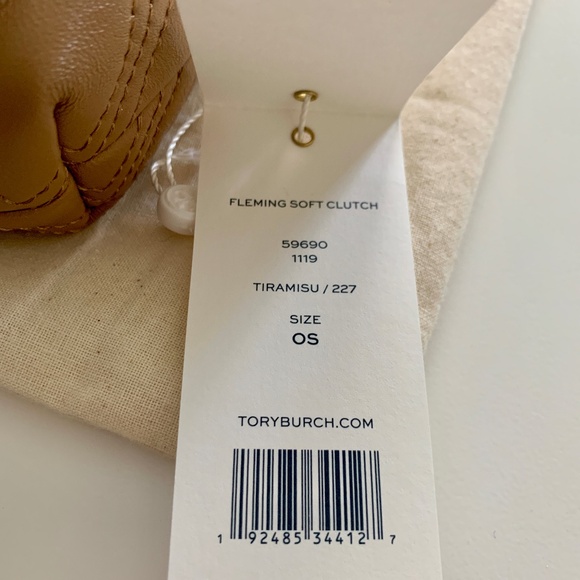 FLEMING SOFT CLUTCH
59690
1119
TIRAMISU / 227
SIZE
OS
TORYBURCH.COM
1 92485 34412 7